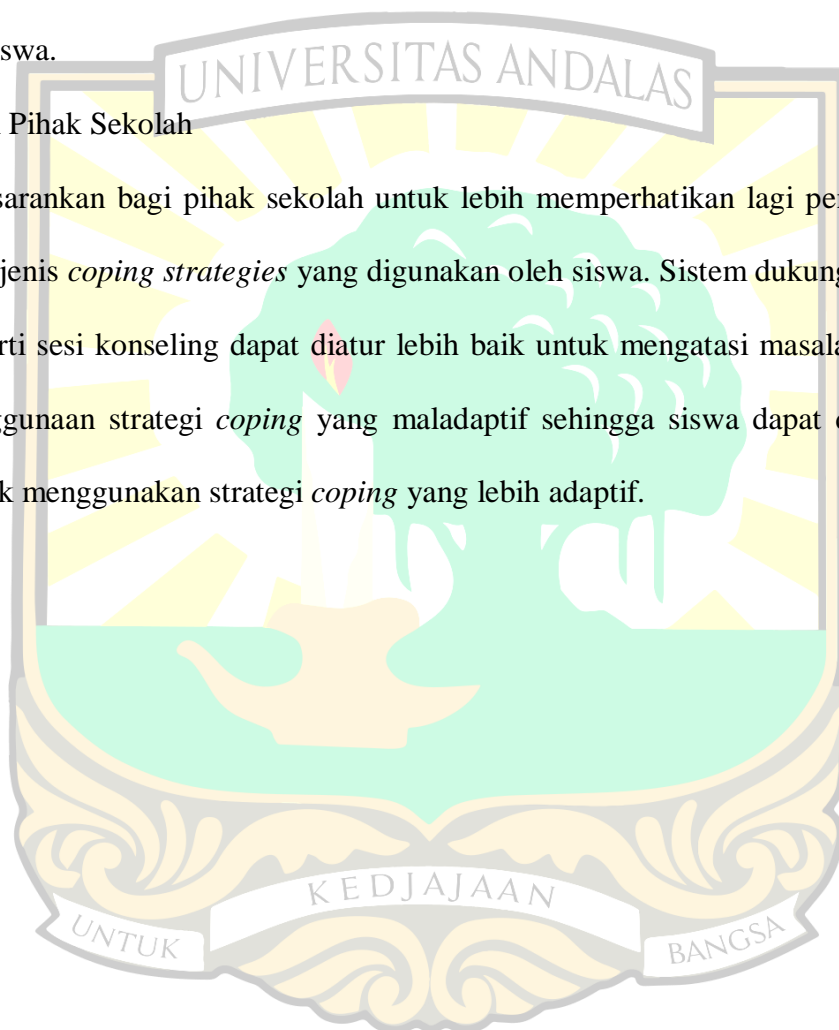 swa.
UNIVERSITAS ANDALAS
Pihak Sekolah
sarankan bagi pihak sekolah untuk lebih memperhatikan lagi per
jenis coping strategies yang digunakan oleh siswa. Sistem dukung
rti sesi konseling dapat diatur lebih baik untuk mengatasi masala
ggunaan strategi coping yang maladaptif sehingga siswa dapat
k menggunakan strategi coping yang lebih adaptif.
UNTUK
KEDJAJAAN
BANGSA